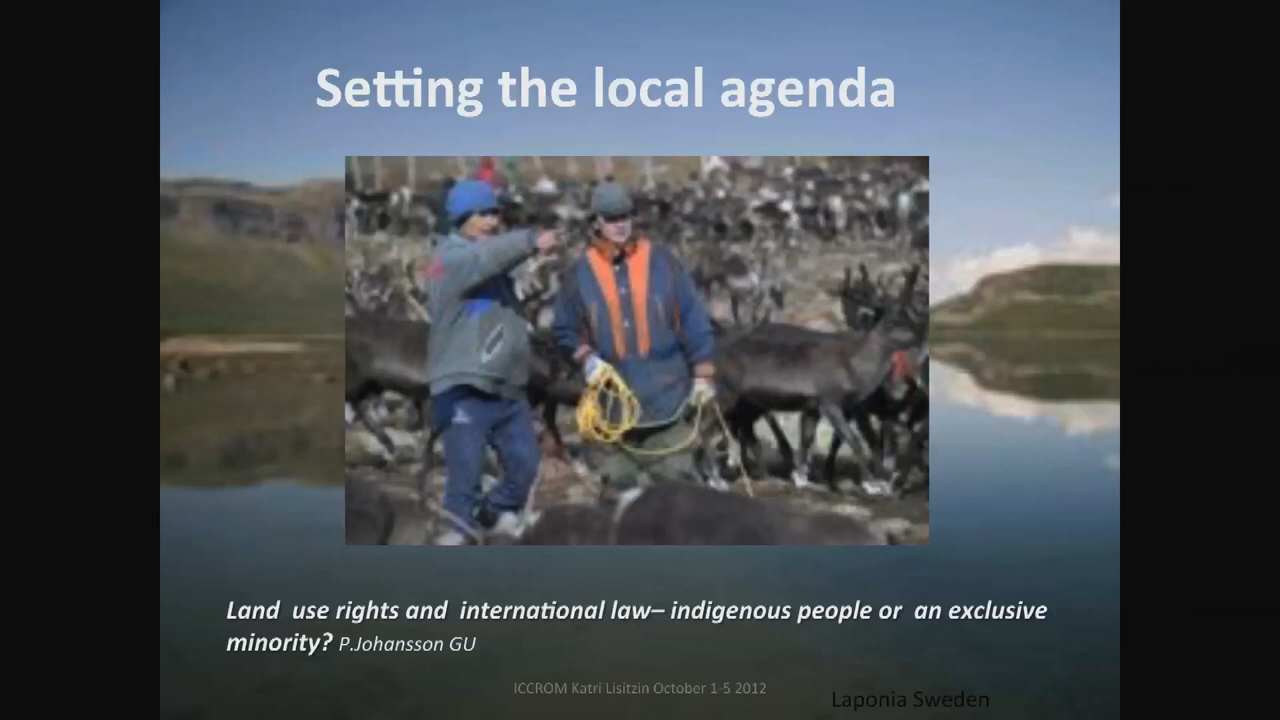 Setting the local agenda
Land use rights and international law– indigenous people or an exclusive
minority? P.Johansson GU
ICCROM Katri Lisitzin October 1-5 2012
Laponia Sweden